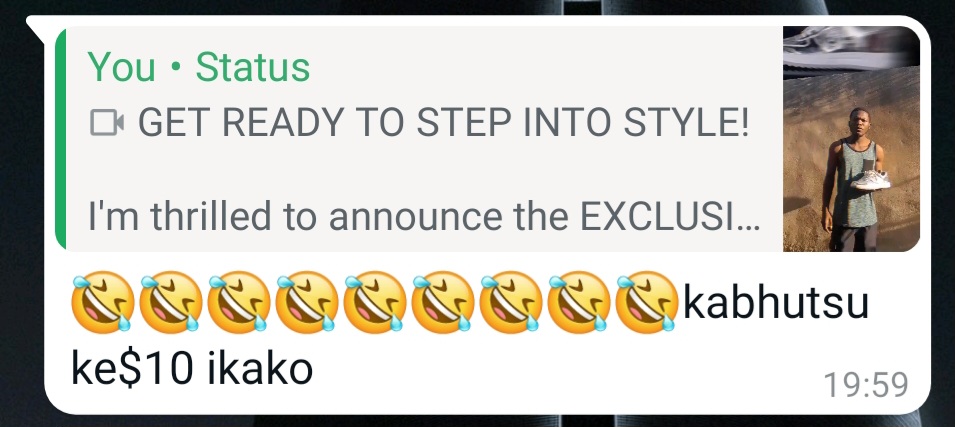 You • Status
GET READY TO STEP INTO STYLE!
I'm thrilled to announce the EXCLUSI...
🤣🤣🤣🤣🤣🤣🤣🤣🤣kabhutsu
ke$10 ikako
19:59